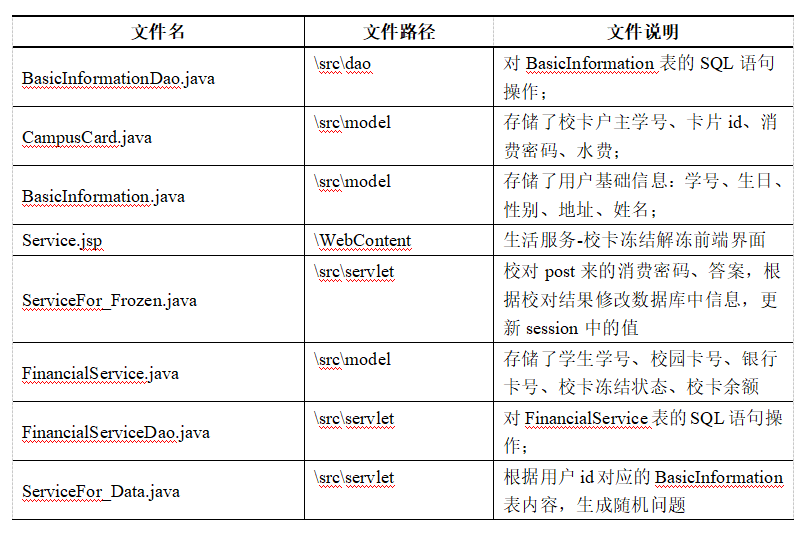 文件名 文件路径 文件说明
BasicInformationDao.java \src\dao 对 BasicInformation 表的 SQL 语句
操作；
CampusCard.java \src\model 存储了校卡户主学号、卡片 id、消
费密码、水费；
BasicInformation.java \src\model 存储了用户基础信息：学号、生日、
性别、地址、姓名；
Service.jsp \WebContent 生活服务-校卡冻结解冻前端界面
ServiceFor_Frozen.java \src\servlet 校对 post 来的消费密码、答案，根
据校对结果修改数据库中信息，更
新 session 中的值
FinancialService.java \src\model 存储了学生学号、校园卡号、银行
卡号、校卡冻结状态、校卡余额
FinancialServiceDao.java \src\servlet 对 FinancialService 表的 SQL 语句操
作；
ServiceFor_Data.java \src\servlet 根据用户 id 对应的 BasicInformation
表内容，生成随机问题